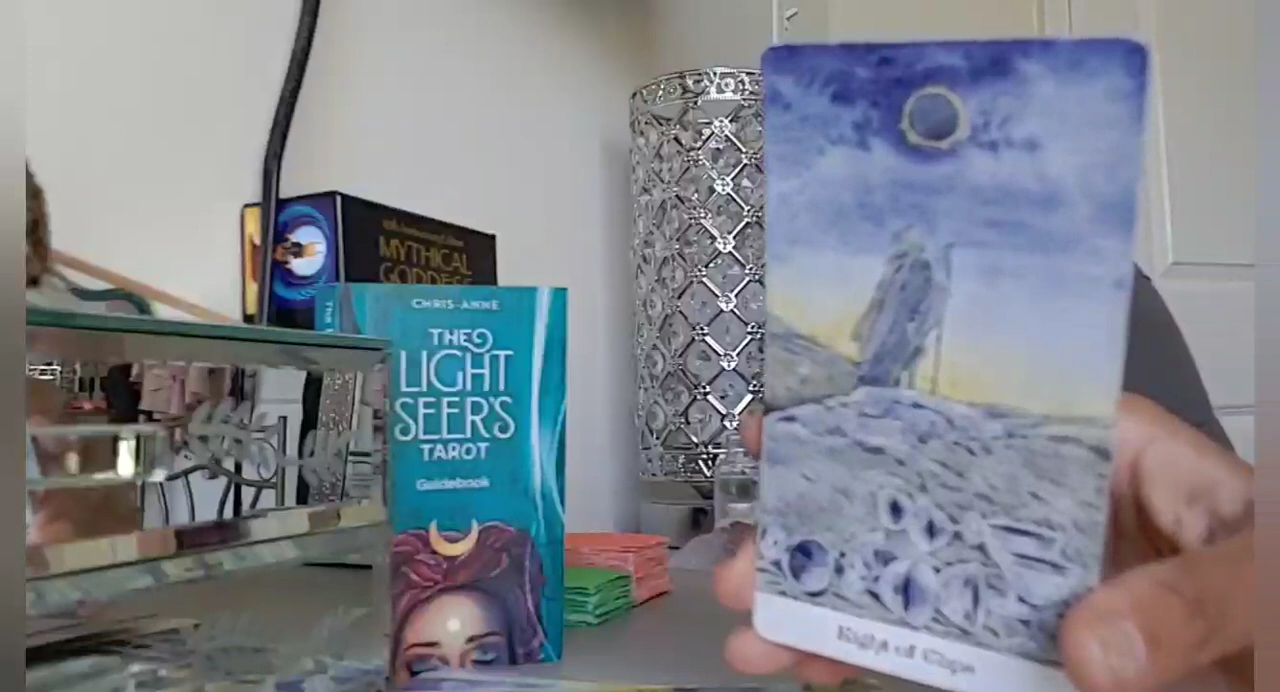 MYTHICAL
GODDESS
CHRIS-ANNE
THE
LIGHT
SEER'S
TAROT
Guidebook
Eight of Cups